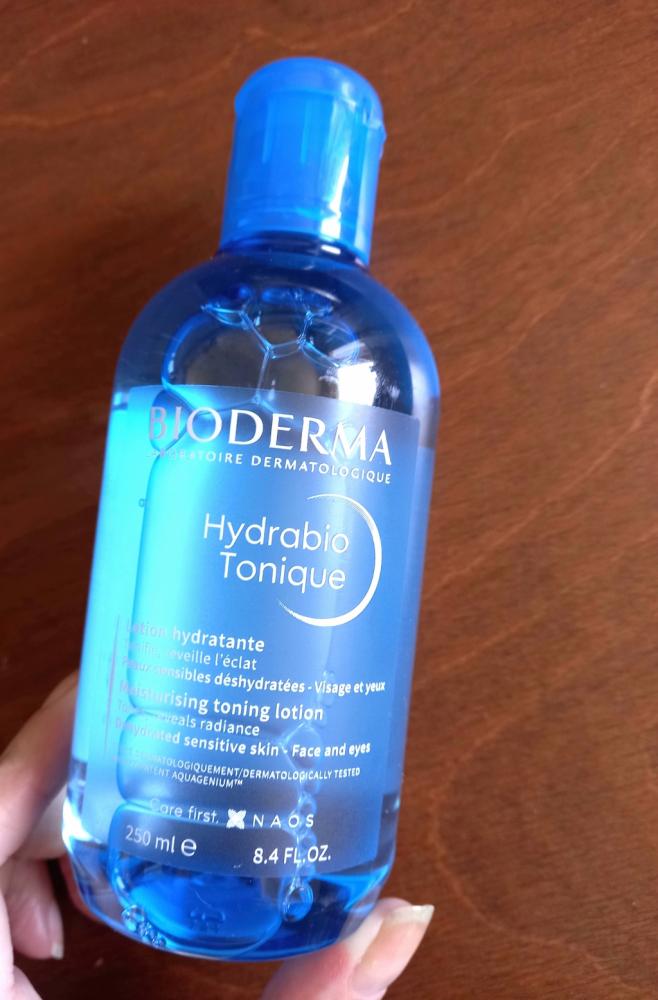 BIODERMA
LABORATOIRE DERMATOLOGIQUE
Hydrabio
Tonique
Lotion hydratante
réveille l'éclat
Peaux sensibles déshydratées - Visage et yeux
Moisturising toning lotion
reveals radiance
Dehydrated sensitive skin - Face and eyes
DERMATOLOGIQUEMENT/DERMATOLOGICALLY TESTED
PATENT AQUAGENIUM™
Care first. NAOS
250 ml e 8.4 FL.OZ.